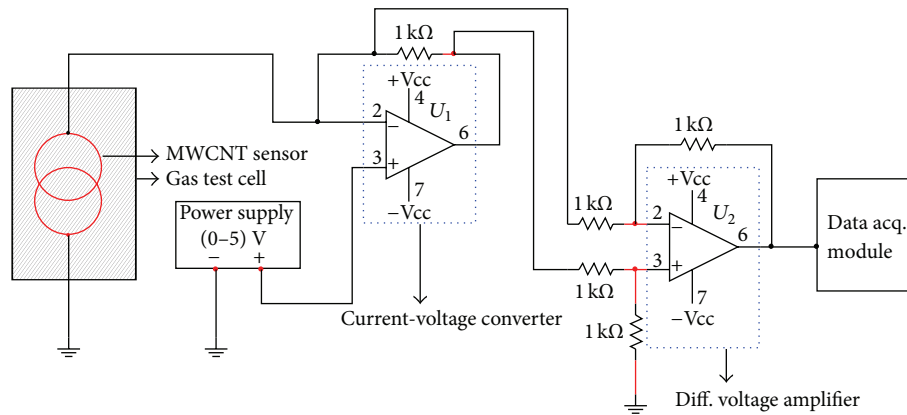 1 kΩ
+Vcc
4
U1
2
−
6
3
+
7
−Vcc
MWCNT sensor
Gas test cell
Power supply
(0–5) V
− +
Current-voltage converter
1 kΩ
+Vcc
4
U2
1 kΩ
2
−
6
3
+
1 kΩ
7
−Vcc
1 kΩ
Data acq.
module
Diff. voltage amplifier